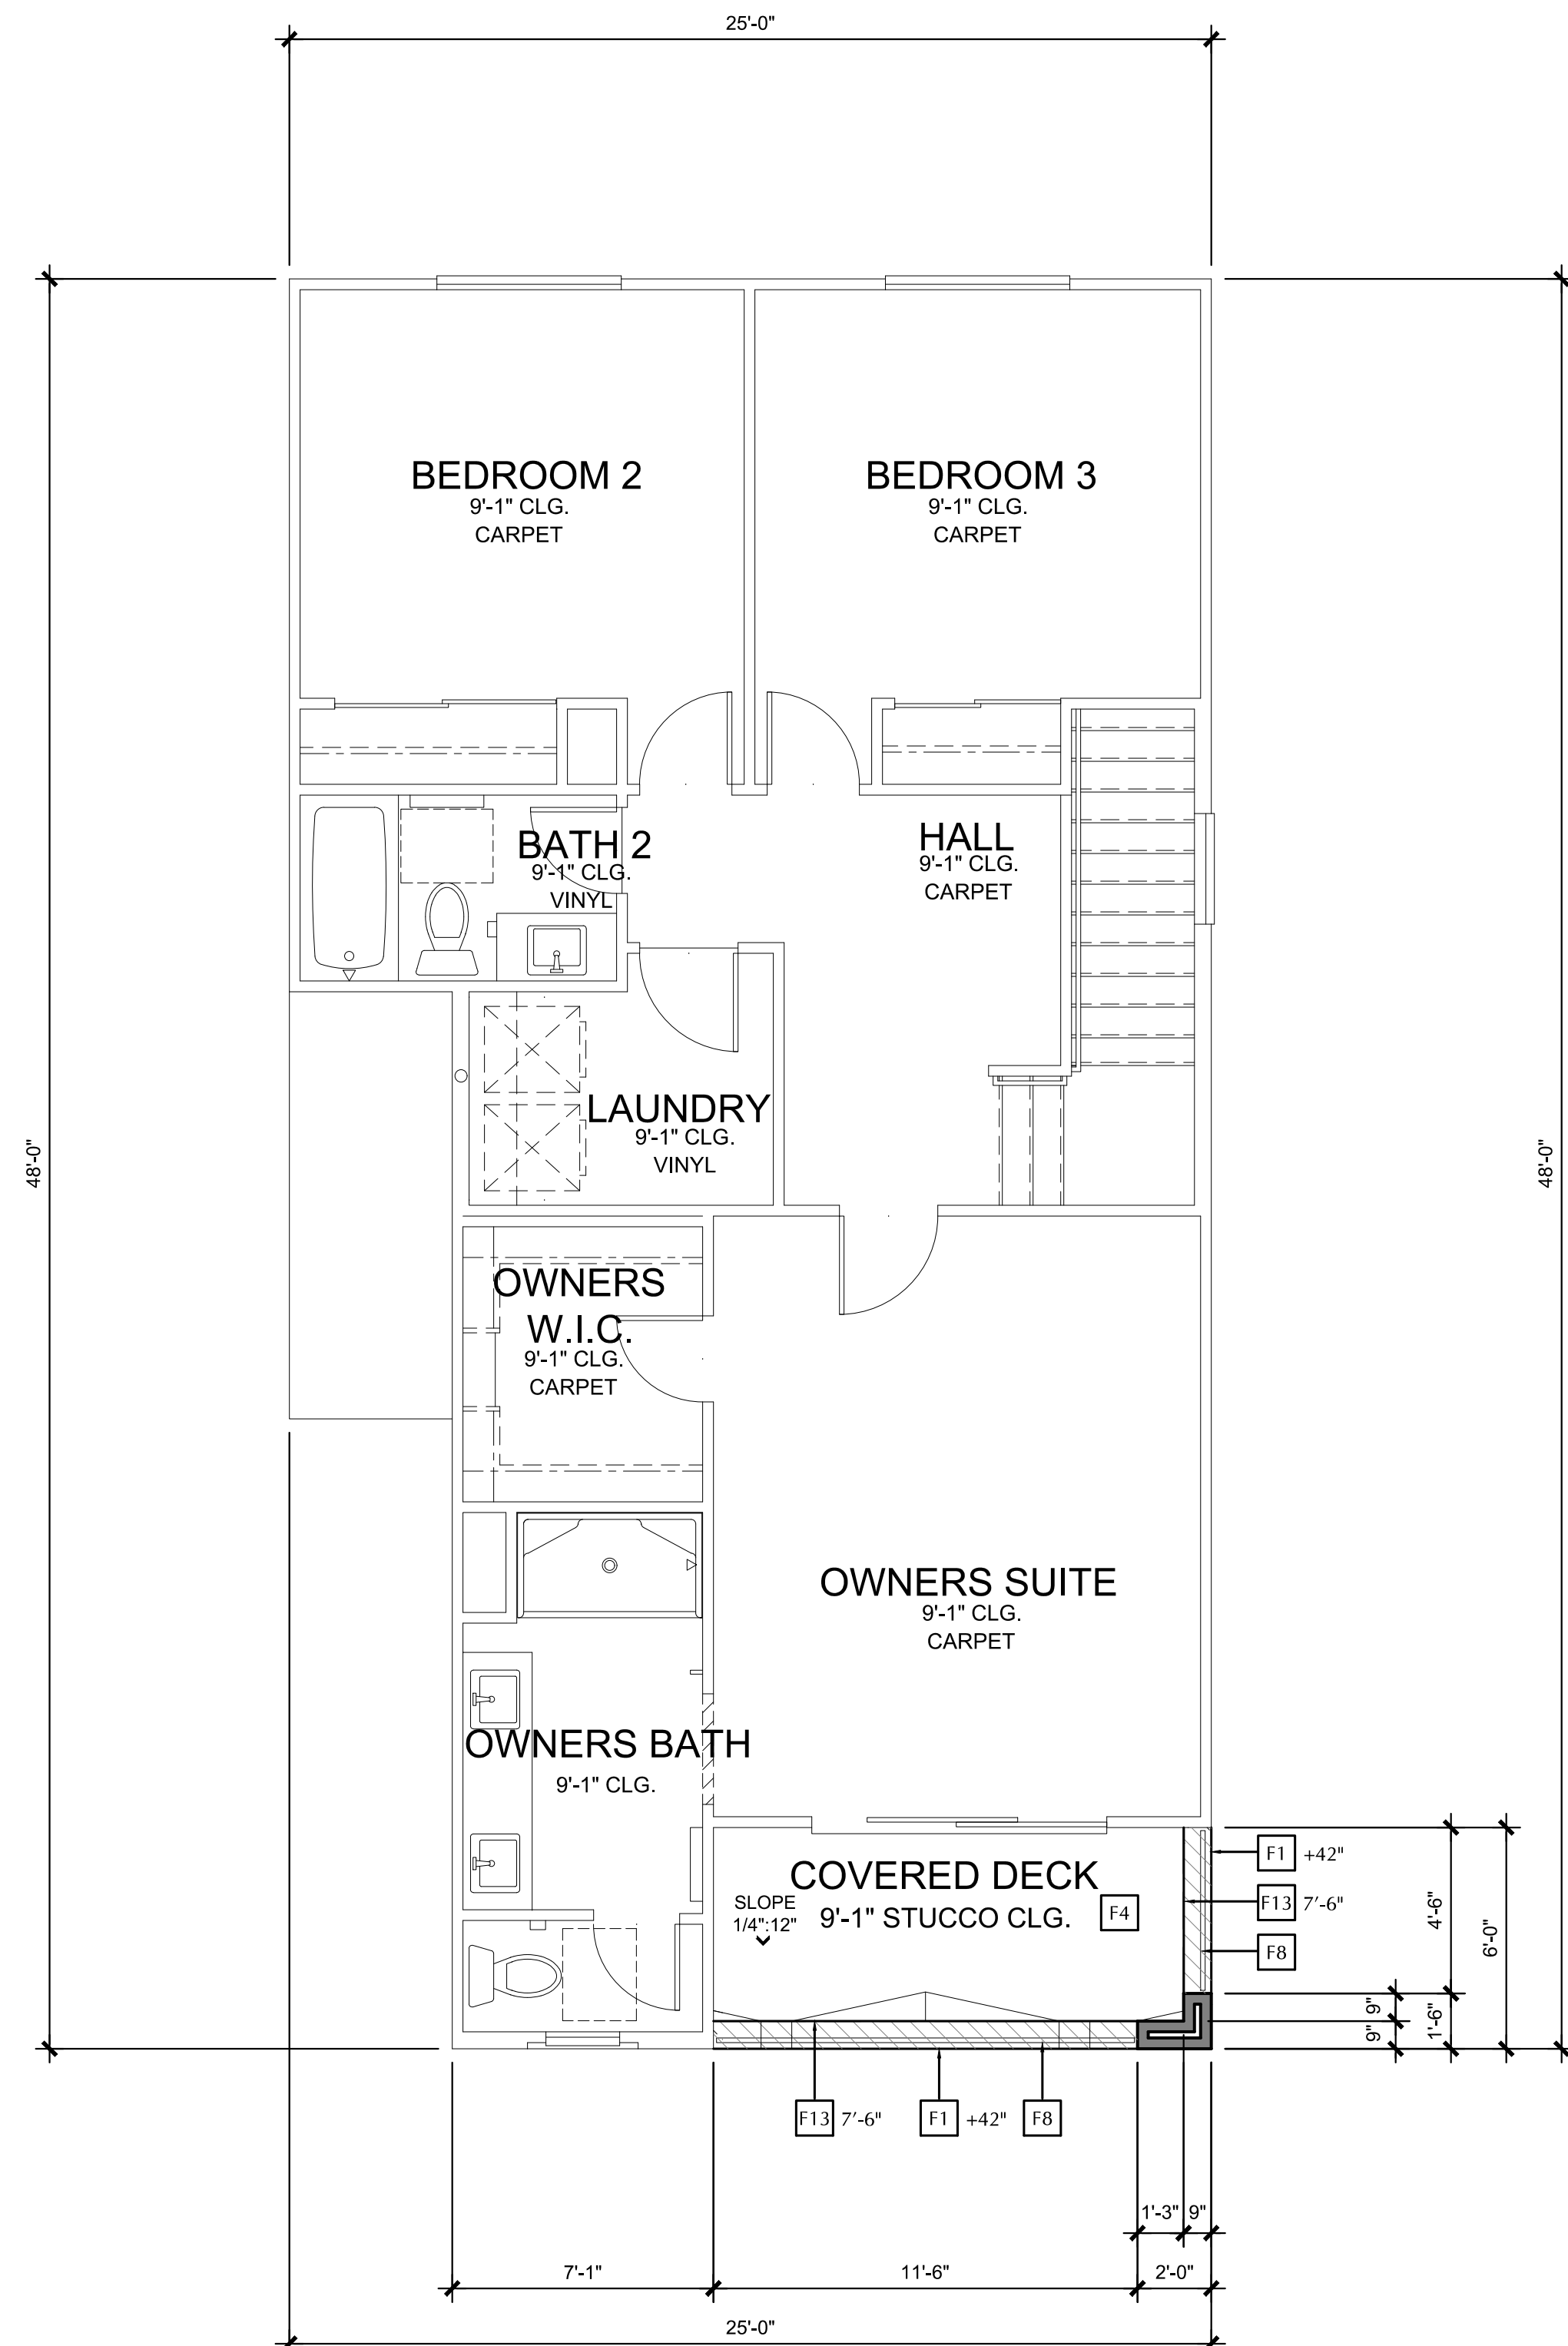 25'-0"
BEDROOM 2
9'-1" CLG.
CARPET
BEDROOM 3
9'-1" CLG.
CARPET
BATH 2
9'-1" CLG.
VINYL
HALL
9'-1" CLG.
CARPET
LAUNDRY
9'-1" CLG.
VINYL
48'-0"
48'-0"
OWNERS
W.I.C.
9'-1" CLG.
CARPET
OWNERS SUITE
9'-1" CLG.
CARPET
OWNERS BATH
9'-1" CLG.
COVERED DECK
9'-1" STUCCO CLG.
SLOPE
1/4":12"
F4
F1 +42"
F13 7'-6"
F8
4'-6"
6'-0"
9"
9"
1'-6"
F13 7'-6"
F1 +42"
F8
1'-3"
9"
7'-1"
11'-6"
2'-0"
25'-0"